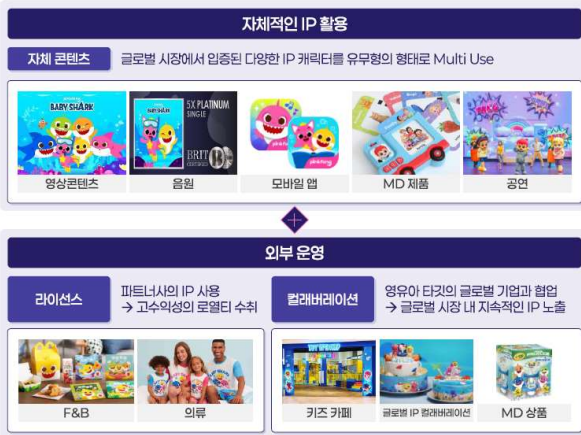 자체적인 IP 활용
자체 콘텐츠
글로벌 시장에서 입증된 다양한 IP 캐릭터를 유무형의 형태로 Multi Use
pinkfong
BABY SHARK
5X PLATINUM
SINGLE
BRIT
pinkfong
영상콘텐츠
음원
모바일 앱
MD 제품
공연
외부 운영
라이선스
파트너사의 IP 사용
→ 고수익성의 로열티 수취
컬래버레이션
영유아 타깃의 글로벌 기업과 협업
→ 글로벌 시장 내 지속적인 IP 노출
F&B
의류
키즈 카페
글로벌 IP 컬래버레이션
MD 상품